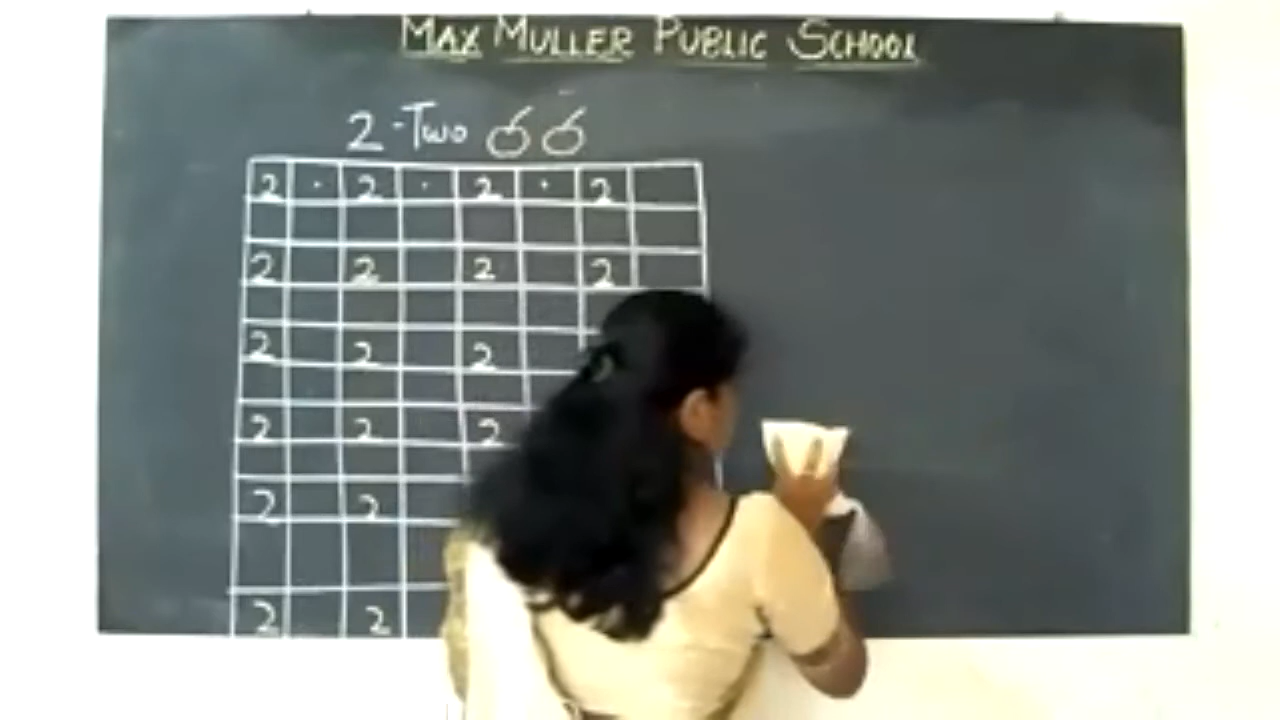 MAX MULLER PUBLIC SCHOOL
2 - Two
2 . 2 . 2 . 2
2 2 2 2
2 2 2
2 2 2
2 2
2 2